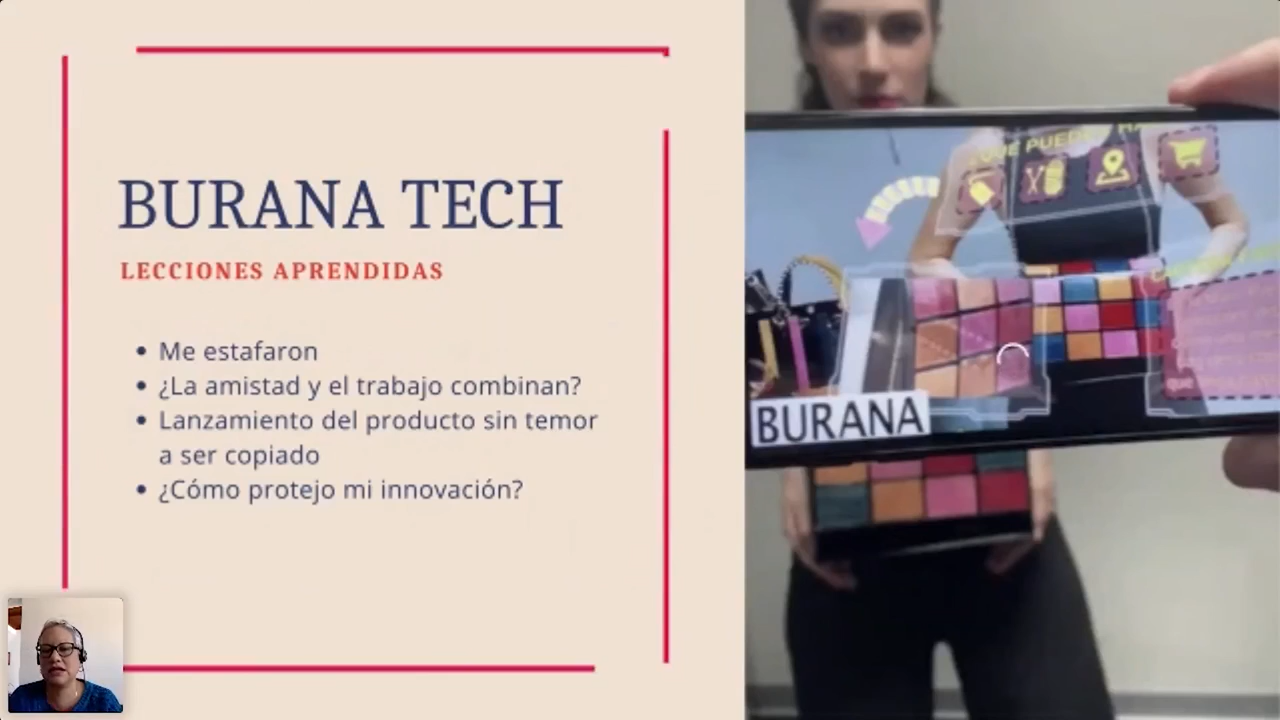 BURANA TECH
LECCIONES APRENDIDAS
• Me estafaron
• ¿La amistad y el trabajo combinan?
• Lanzamiento del producto sin temor
a ser copiado
• ¿Cómo protejo mi innovación?
BURANA